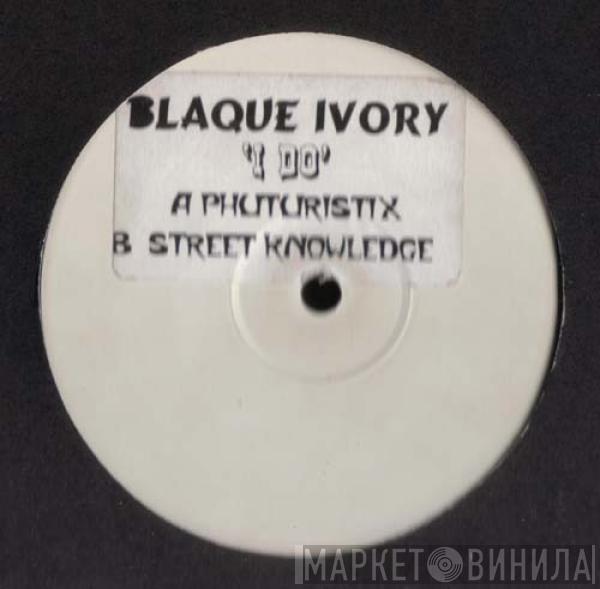 BLAQUE IVORY
'I DO'
A PHUTURISTIX
B STREET KNOWLEDGE
МАРКЕТ ВИНИЛА